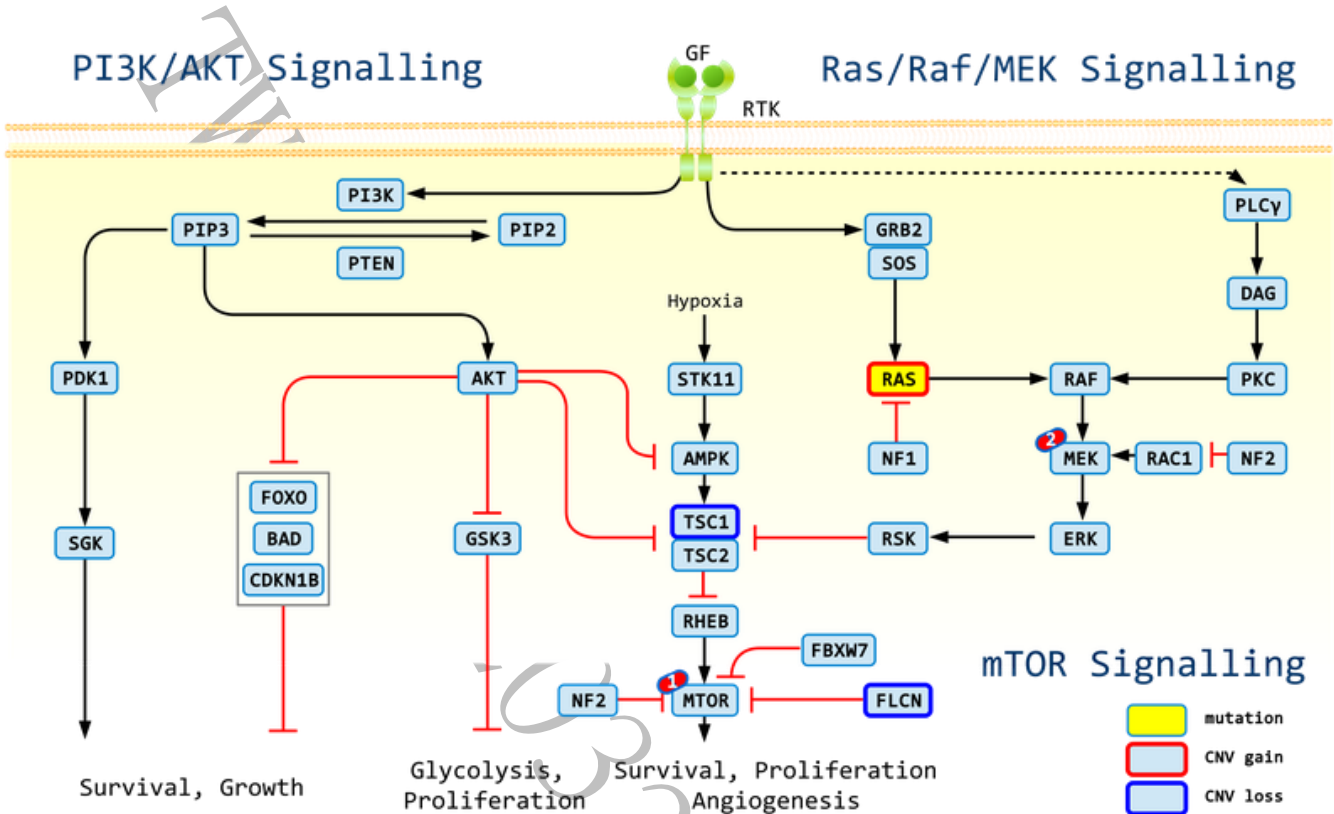 PI3K/AKT Signalling
GF
Ras/Raf/MEK Signalling
RTK
PI3K
PLCγ
PIP3
PIP2
GRB2
PTEN
SOS
DAG
Hypoxia
PDK1
AKT
STK11
RAS
RAF
PKC
2
AMPK
NF1
MEK
RAC1
NF2
FOXO
TSC1
SGK
BAD
GSK3
TSC2
RSK
ERK
CDKN1B
RHEB
FBXW7
mTOR Signalling
1
NF2
MTOR
FLCN
mutation
CNV gain
CNV loss
Survival, Growth
Glycolysis,
Proliferation
Survival, Proliferation
Angiogenesis